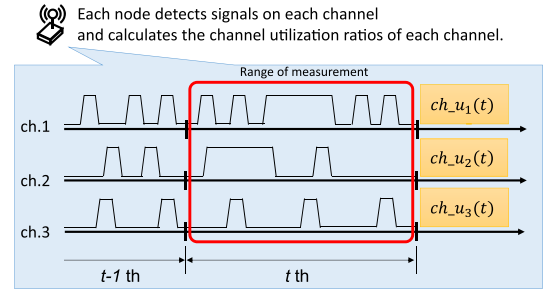 Each node detects signals on each channel
and calculates the channel utilization ratios of each channel.
Range of measurement
ch.1
ch_u₁(t)
ch.2
ch_u₂(t)
ch.3
ch_u₃(t)
t-1 th
t th